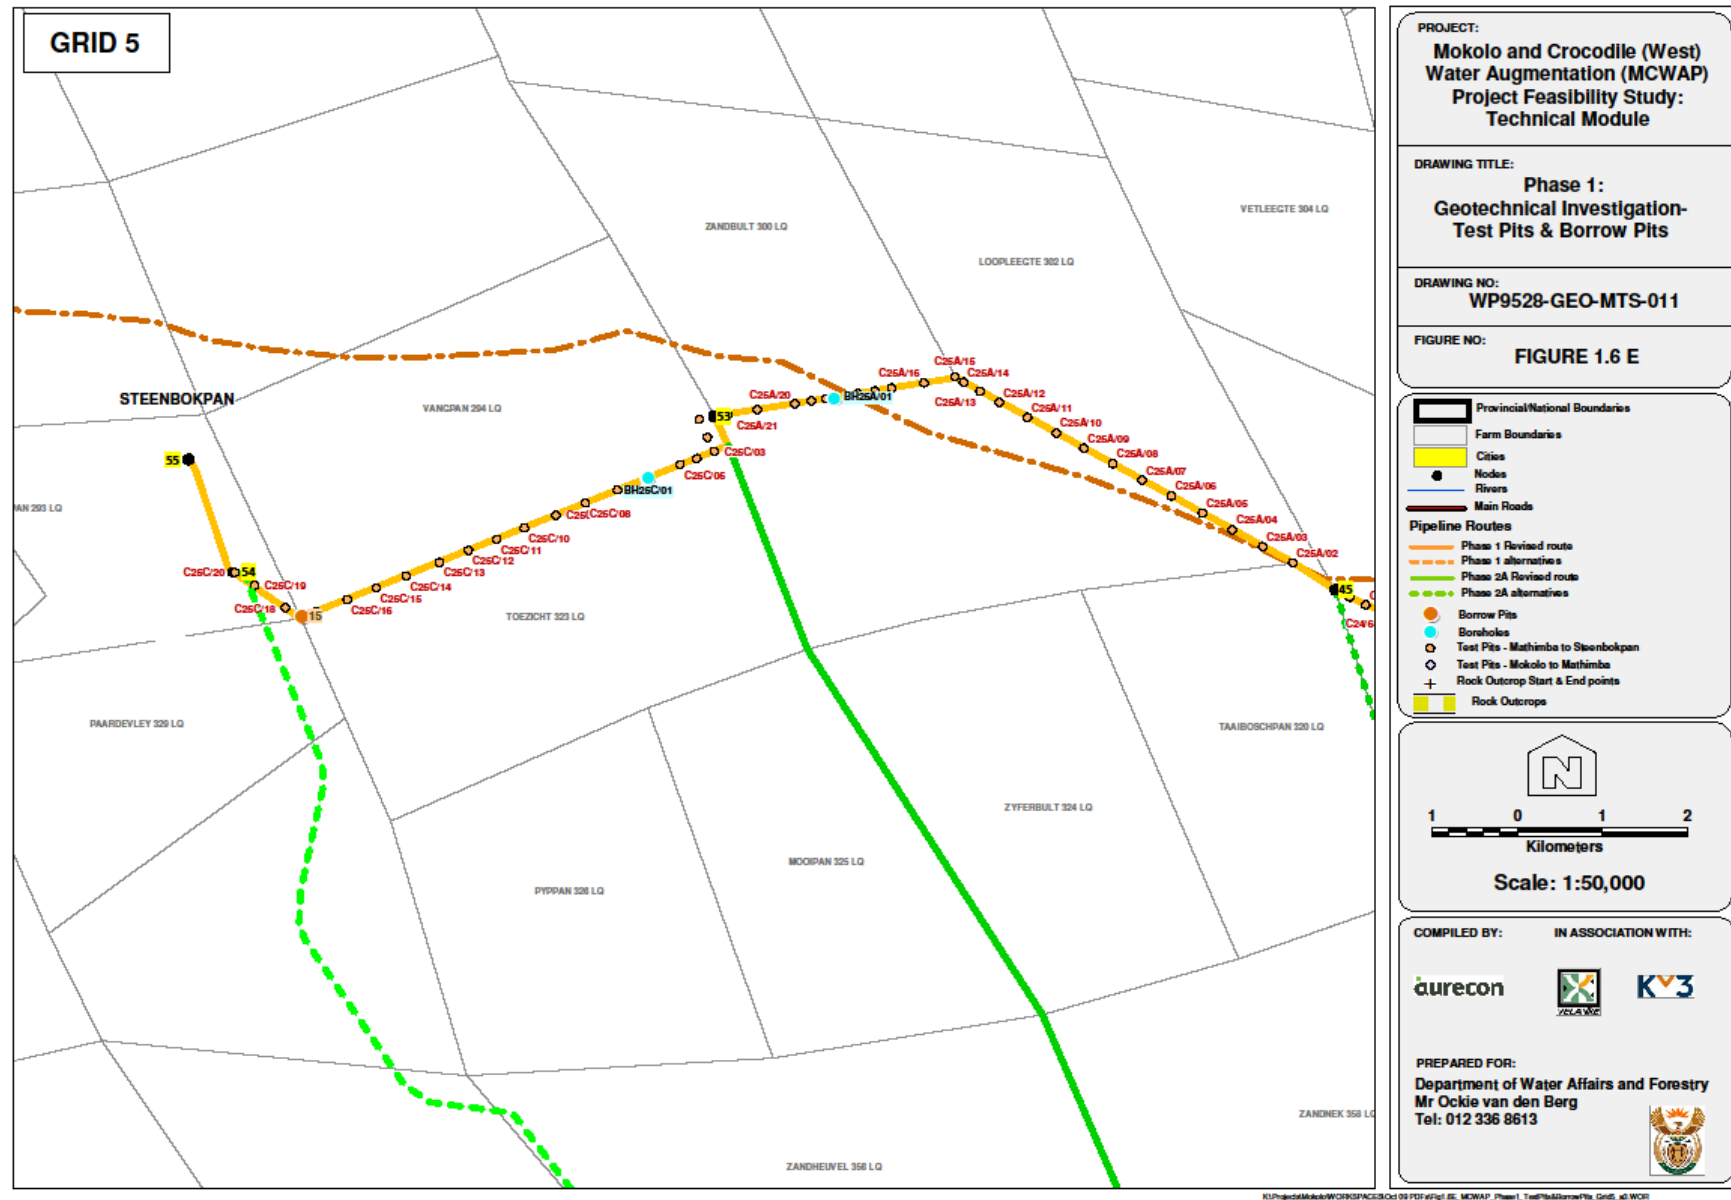 GRID 5
VETLEEGTE 304 LQ
ZANDBULT 300 LQ
LOOPLEEGTE 302 LQ
STEENBOKPAN
VANGPAN 294 LQ
C25A/15
C25A/16
C25A/14
C25A/20
BH25A/01
C25A/13
C25A/12
53
C25A/21
C25A/11
C25A/10
C25A/09
C25A/08
C25A/07
C25A/06
C25A/05
C25A/04
C25A/03
C25A/02
45
55
C25C/03
C25C/05
BH25C/01
C25C/08
C25C/10
C25C/11
C25C/12
C25C/13
C25C/14
C25C/15
C25C/16
C25C/20
54
C25C/19
C25C/18
15
AN 293 LQ
TOEZICHT 323 LQ
PAARDEVLEY 329 LQ
TAAIBOSCHPAN 320 LQ
ZYFERBULT 324 LQ
MOOIPAN 325 LQ
PYPPAN 326 LQ
ZANDNEK 358 LQ
ZANDHEUVEL 356 LQ
PROJECT:
Mokolo and Crocodile (West)
Water Augmentation (MCWAP)
Project Feasibility Study:
Technical Module
DRAWING TITLE:
Phase 1:
Geotechnical Investigation-
Test Pits & Borrow Pits
DRAWING NO:
WP9528-GEO-MTS-011
FIGURE NO:
FIGURE 1.6 E
Provincial/National Boundaries
Farm Boundaries
Cities
Nodes
Rivers
Main Roads
Pipeline Routes
Phase 1 Revised route
Phase 1 alternatives
Phase 2A Revised route
Phase 2A alternatives
Borrow Pits
Boreholes
Test Pits - Mathimba to Steenbokpan
Test Pits - Mokolo to Mathimba
Rock Outcrop Start & End points
Rock Outcrops
N
1 0 1 2
Kilometers
Scale: 1:50,000
COMPILED BY: IN ASSOCIATION WITH:
aurecon
VELA VKE
KV3
PREPARED FOR:
Department of Water Affairs and Forestry
Mr Ockie van den Berg
Tel: 012 336 8613